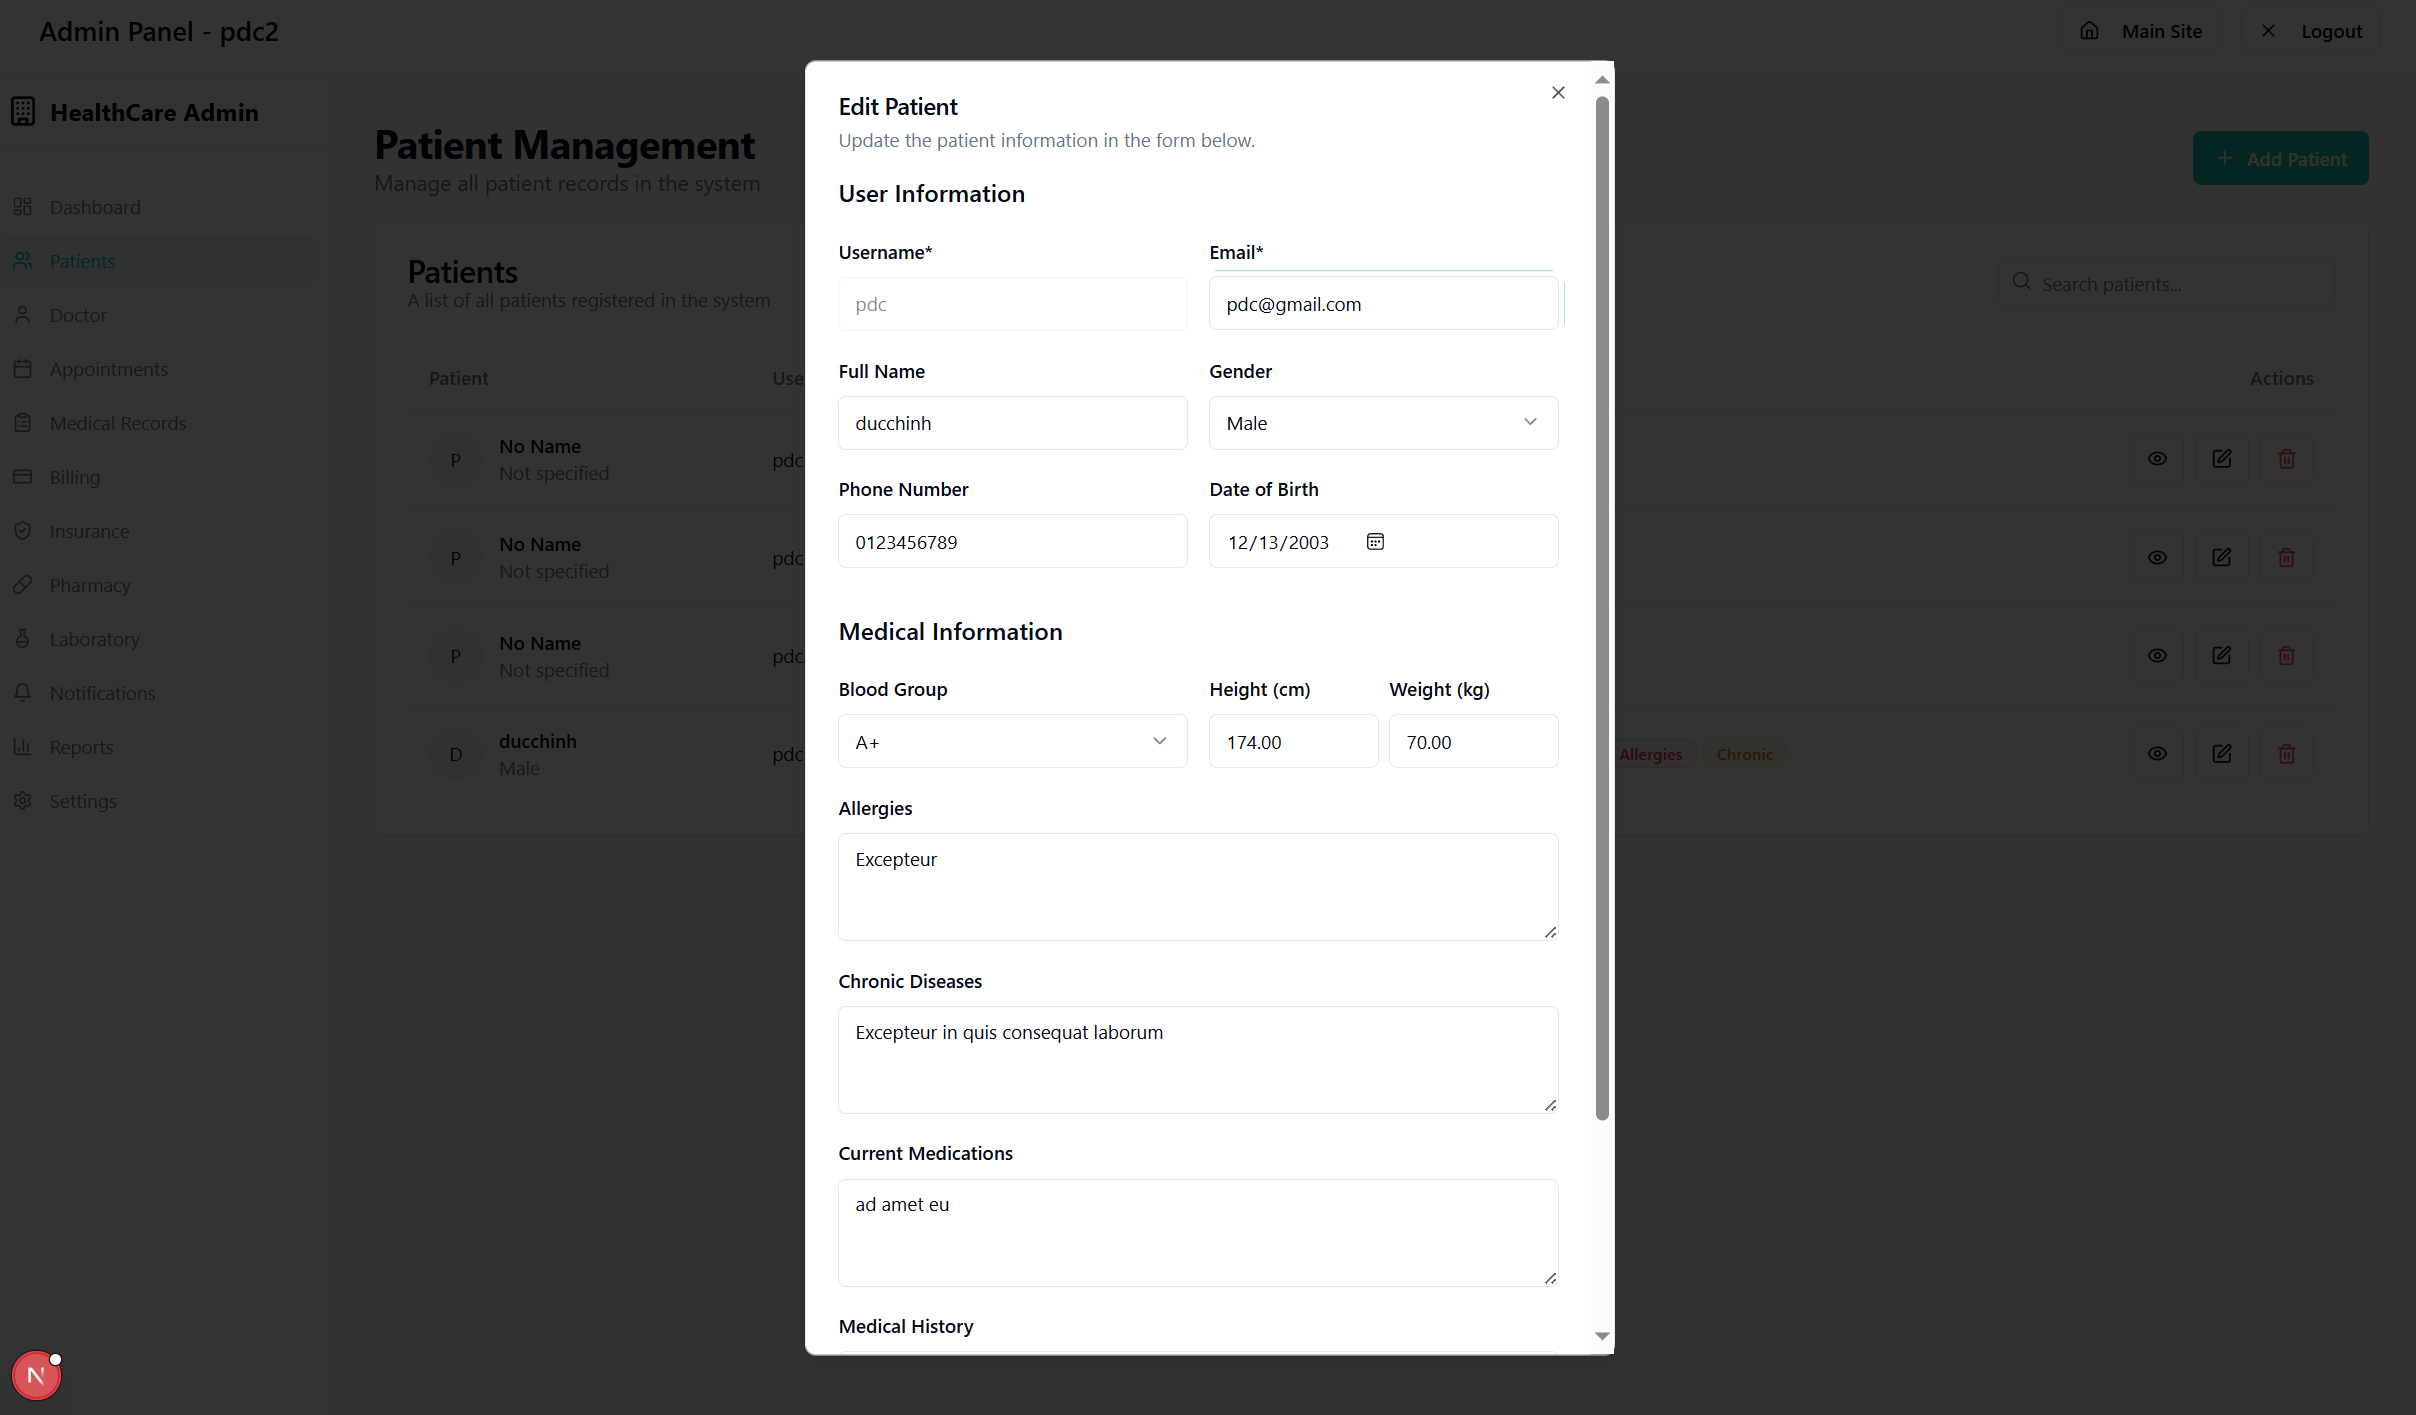 Admin Panel - pdc2
Main Site
Logout
HealthCare Admin
Dashboard
Patients
Doctor
Appointments
Medical Records
Billing
Insurance
Pharmacy
Laboratory
Notifications
Reports
Settings
Patient Management
Manage all patient records in the system
Add Patient
Patients
A list of all patients registered in the system
Search patients...
Patient
Actions
P
No Name
Not specified
pdc
P
No Name
Not specified
pdc
P
No Name
Not specified
pdc
D
ducchinh
Male
pdc
Allergies
Chronic
Edit Patient
Update the patient information in the form below.
User Information
Username*
Email*
pdc
pdc@gmail.com
Full Name
Gender
ducchinh
Male
Phone Number
Date of Birth
0123456789
12/13/2003
Medical Information
Blood Group
Height (cm)
Weight (kg)
A+
174.00
70.00
Allergies
Excepteur
Chronic Diseases
Excepteur in quis consequat laborum
Current Medications
ad amet eu
Medical History
N